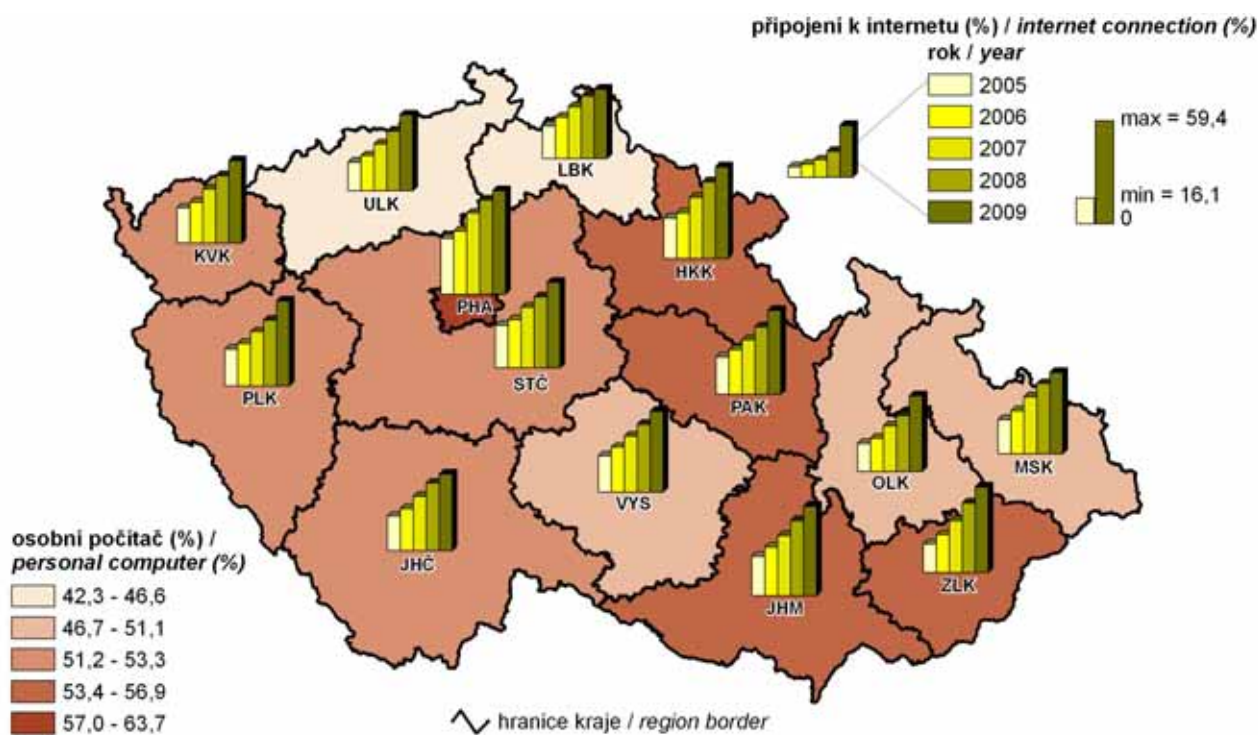 připojeni k internetu (%) / internet connection (%)
rok / year
2005
2006
2007
2008
2009
max = 59,4
min = 16,1
0
LBK
ULK
KVK
HKK
PHA
STČ
PLK
PAK
MSK
OLK
VYS
JHČ
ZLK
JHM
osobni počitač (%) /
personal computer (%)
42,3 - 46,6
46,7 - 51,1
51,2 - 53,3
53,4 - 56,9
57,0 - 63,7
hranice kraje / region border